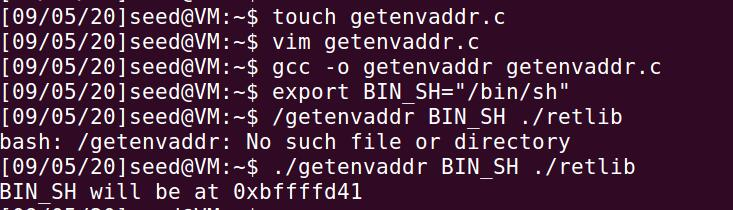 [09/05/20]seed@VM:~$ touch getenvaddr.c
[09/05/20]seed@VM:~$ vim getenvaddr.c
[09/05/20]seed@VM:~$ gcc -o getenvaddr getenvaddr.c
[09/05/20]seed@VM:~$ export BIN_SH="/bin/sh"
[09/05/20]seed@VM:~$ /getenvaddr BIN_SH ./retlib
bash: /getenvaddr: No such file or directory
[09/05/20]seed@VM:~$ ./getenvaddr BIN_SH ./retlib
BIN_SH will be at 0xbffffd41